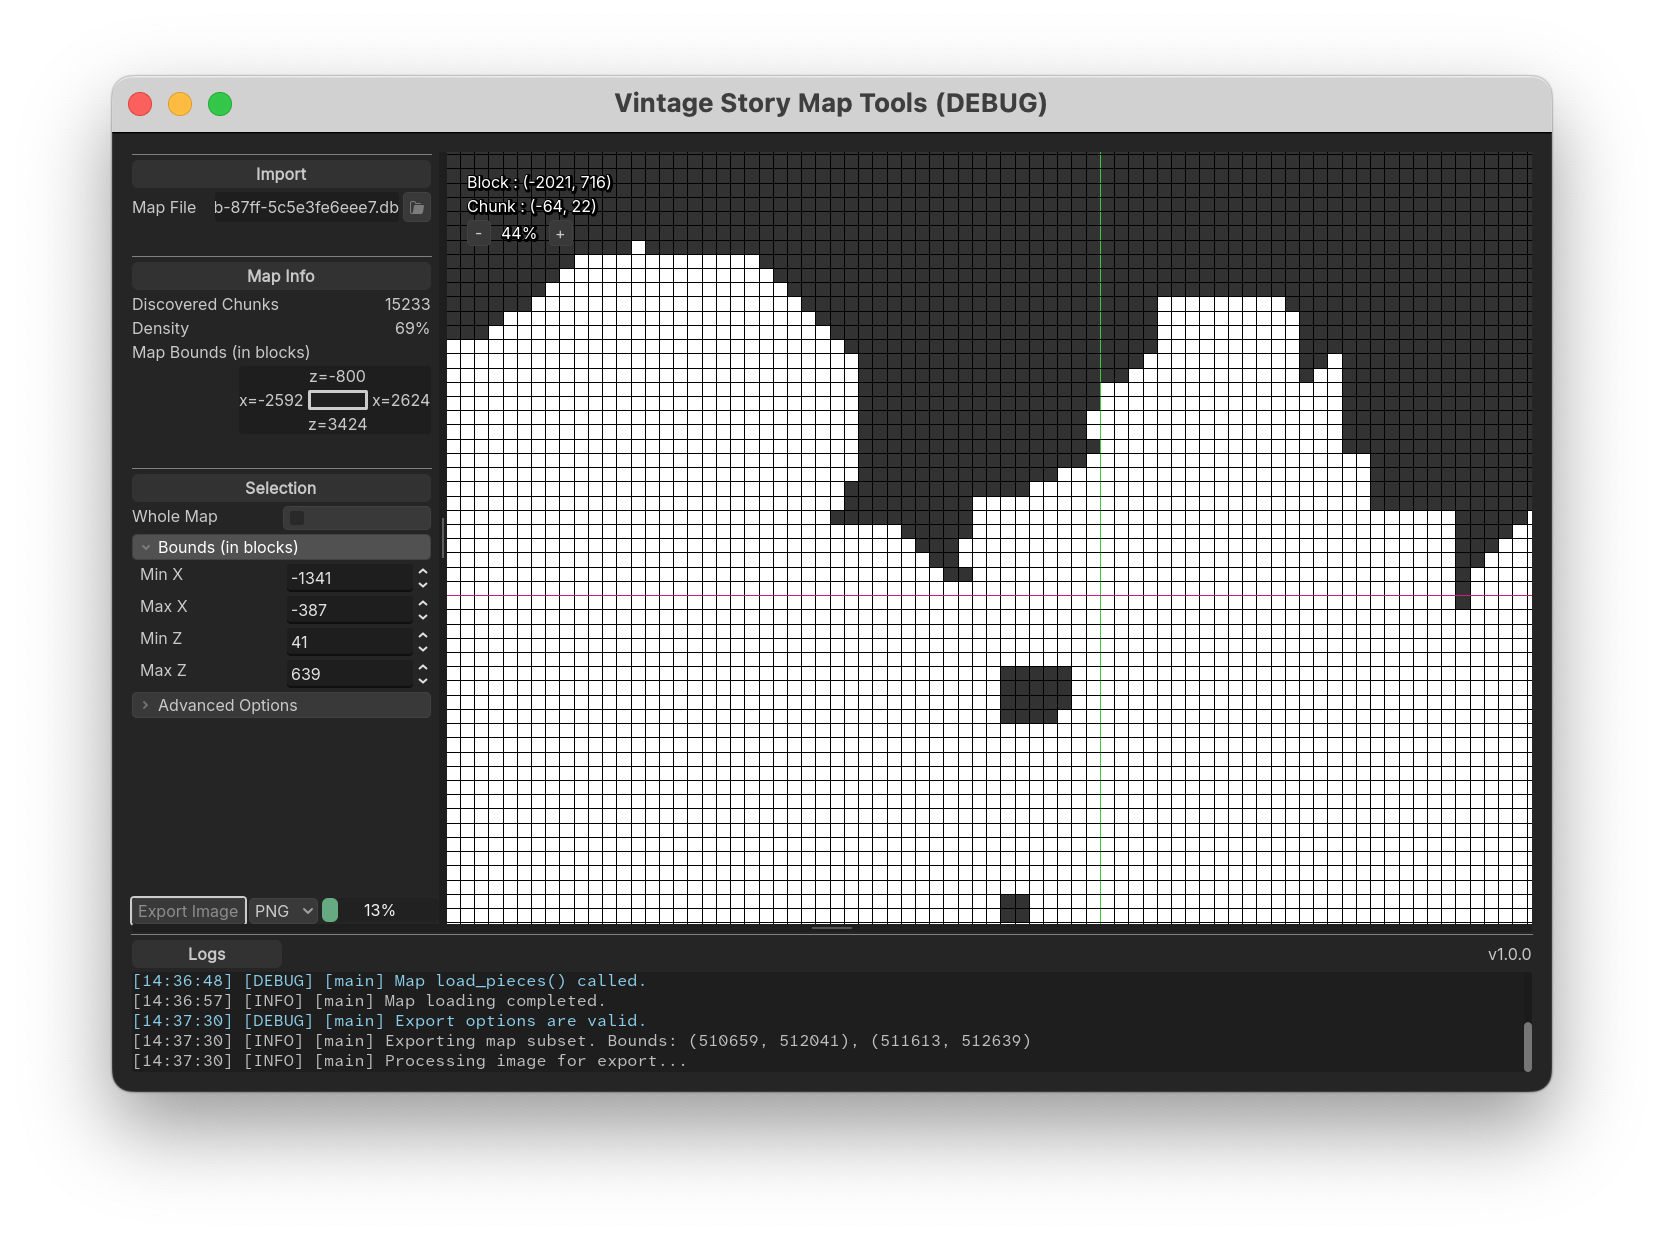 Vintage Story Map Tools (DEBUG)
Import
Map File b-87ff-5c5e3fe6eee7.db
Map Info
Discovered Chunks 15233
Density 69%
Map Bounds (in blocks)
z=-800
x=-2592 x=2624
z=3424
Selection
Whole Map
Bounds (in blocks)
Min X -1341
Max X -387
Min Z 41
Max Z 639
Advanced Options
Export Image PNG 13%
Block : (-2021, 716)
Chunk : (-64, 22)
- 44% +
Logs v1.0.0
[14:36:48] [DEBUG] [main] Map load_pieces() called.
[14:36:57] [INFO] [main] Map loading completed.
[14:37:30] [DEBUG] [main] Export options are valid.
[14:37:30] [INFO] [main] Exporting map subset. Bounds: (510659, 512041), (511613, 512639)
[14:37:30] [INFO] [main] Processing image for export...